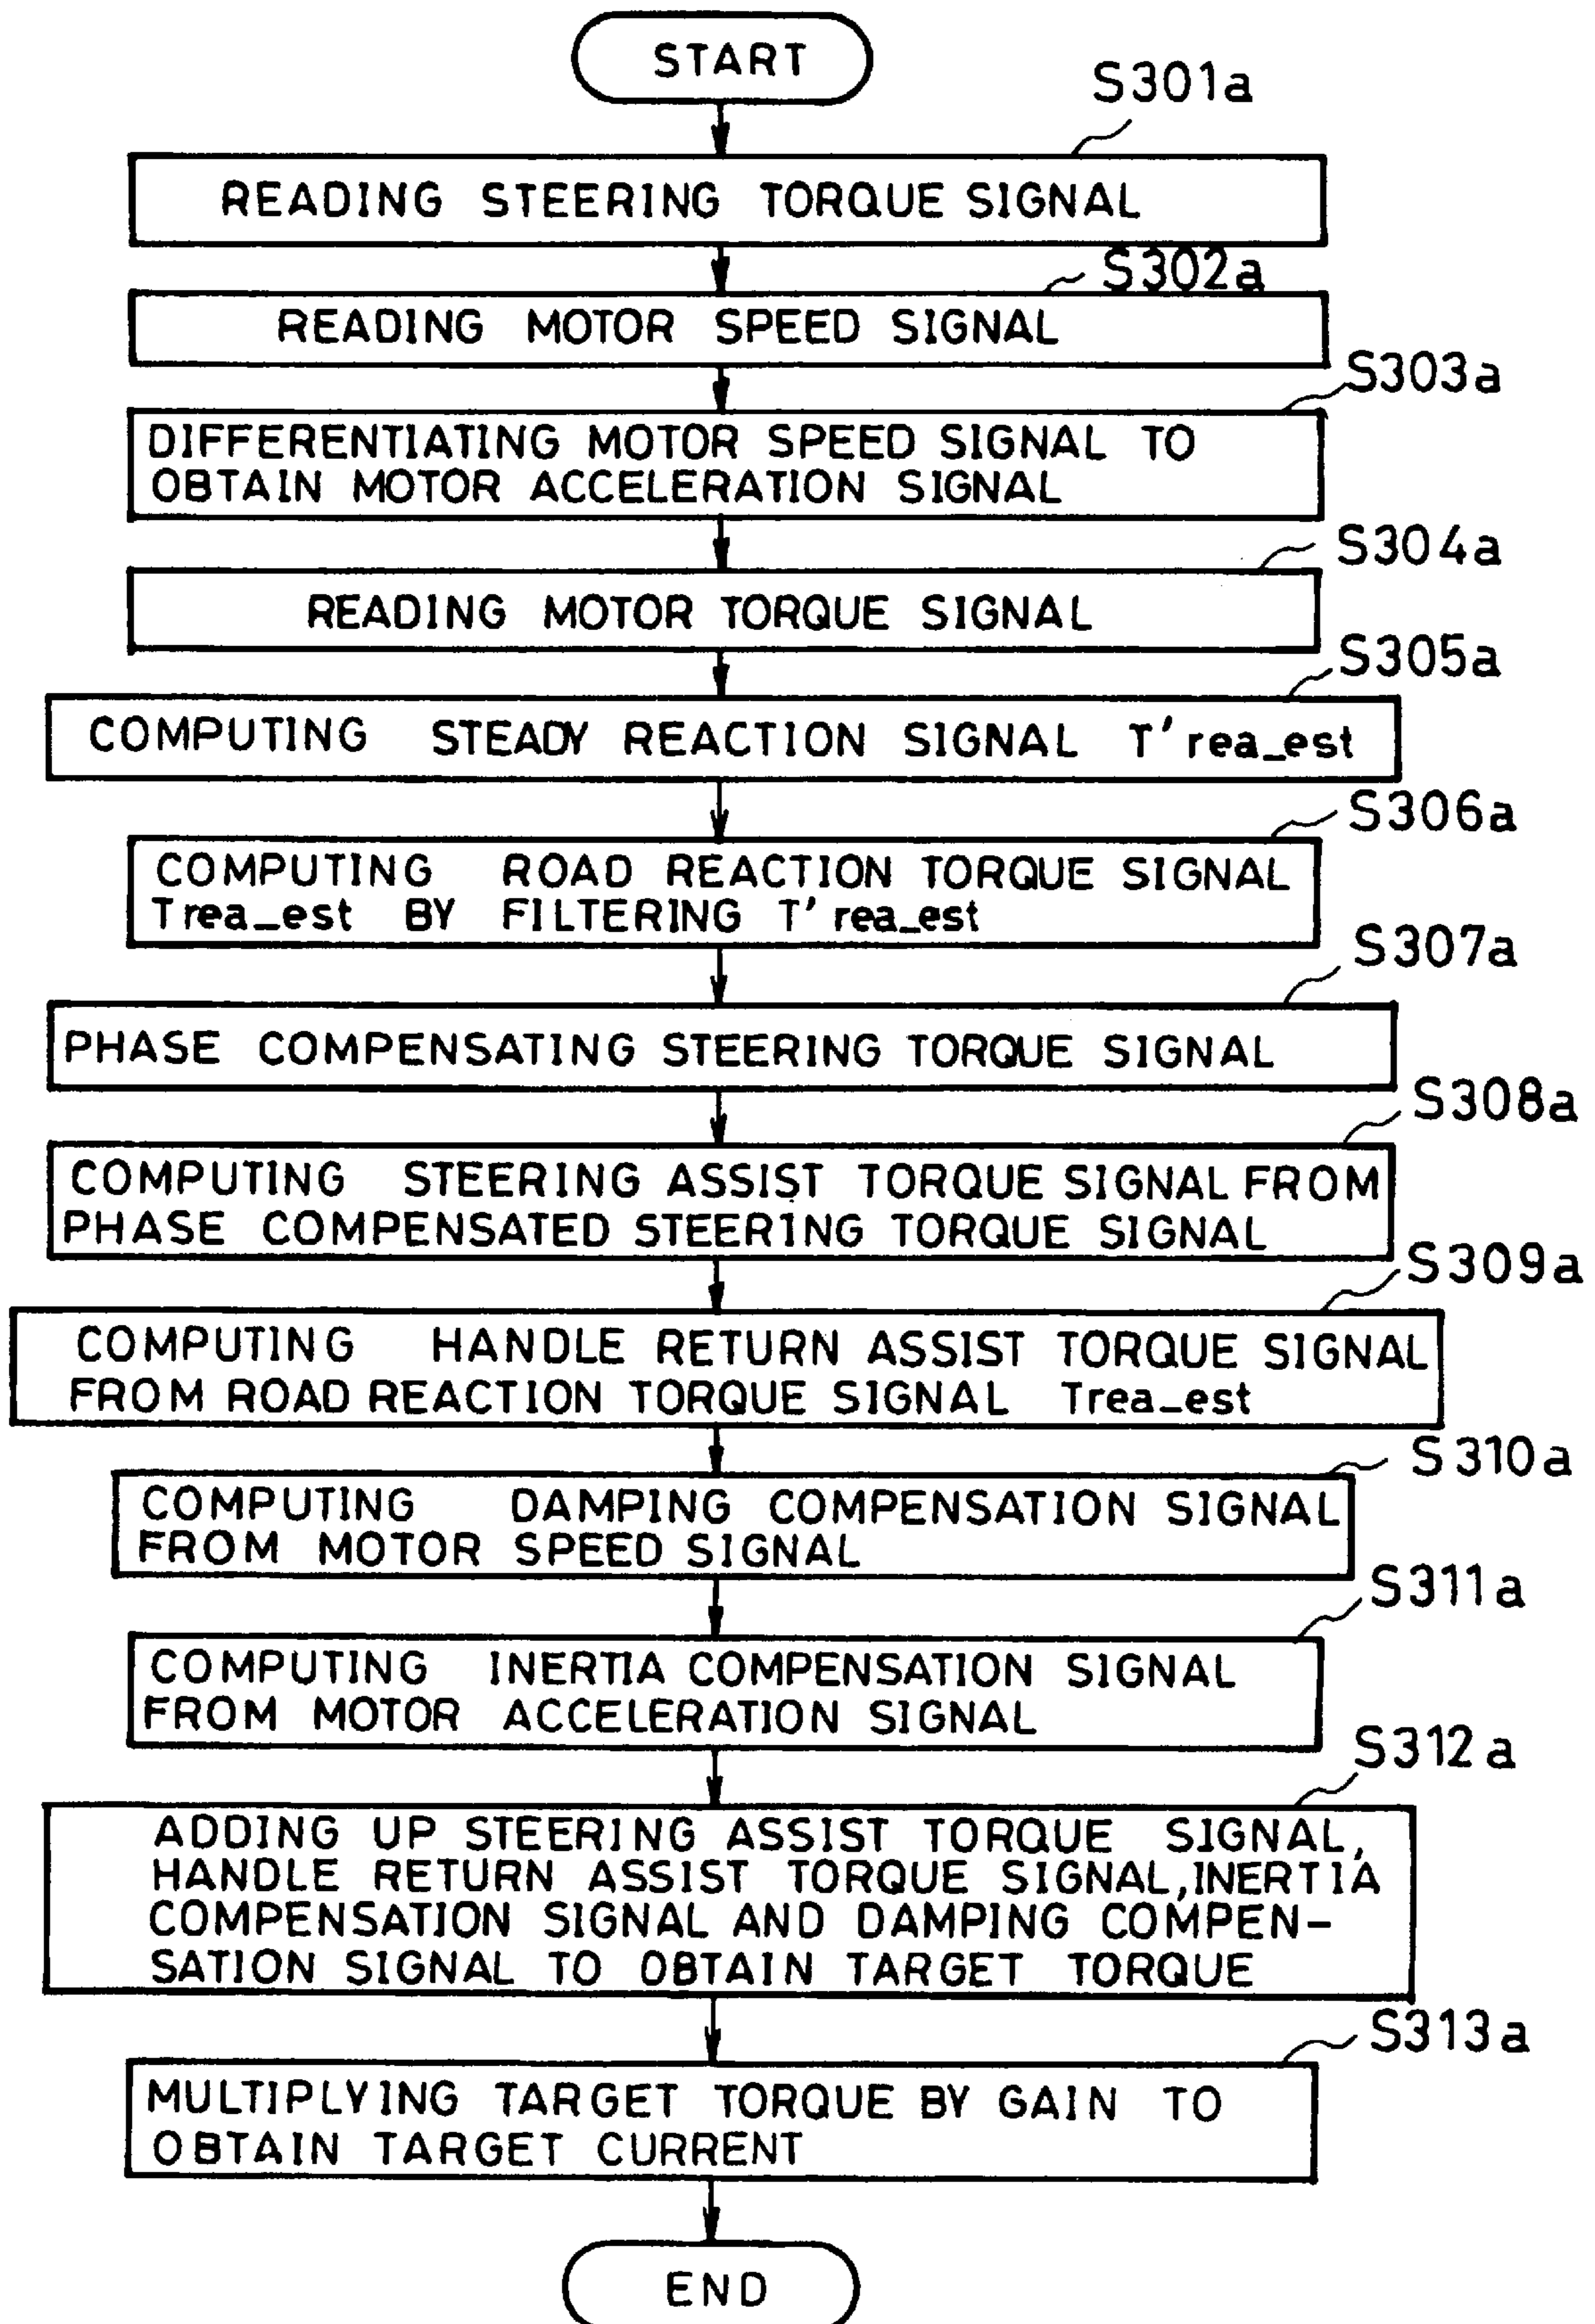 START
S301a
READING STEERING TORQUE SIGNAL
S302a
READING MOTOR SPEED SIGNAL
S303a
DIFFERENTIATING MOTOR SPEED SIGNAL TO
OBTAIN MOTOR ACCELERATION SIGNAL
S304a
READING MOTOR TORQUE SIGNAL
S305a
COMPUTING STEADY REACTION SIGNAL T'rea_est
S306a
COMPUTING ROAD REACTION TORQUE SIGNAL
Trea_est BY FILTERING T'rea_est
S307a
PHASE COMPENSATING STEERING TORQUE SIGNAL
S308a
COMPUTING STEERING ASSIST TORQUE SIGNAL FROM
PHASE COMPENSATED STEERING TORQUE SIGNAL
S309a
COMPUTING HANDLE RETURN ASSIST TORQUE SIGNAL
FROM ROAD REACTION TORQUE SIGNAL Trea_est
S310a
COMPUTING DAMPING COMPENSATION SIGNAL
FROM MOTOR SPEED SIGNAL
S311a
COMPUTING INERTIA COMPENSATION SIGNAL
FROM MOTOR ACCELERATION SIGNAL
S312a
ADDING UP STEERING ASSIST TORQUE SIGNAL,
HANDLE RETURN ASSIST TORQUE SIGNAL, INERTIA
COMPENSATION SIGNAL AND DAMPING COMPEN-
SATION SIGNAL TO OBTAIN TARGET TORQUE
S313a
MULTIPLYING TARGET TORQUE BY GAIN TO
OBTAIN TARGET CURRENT
END